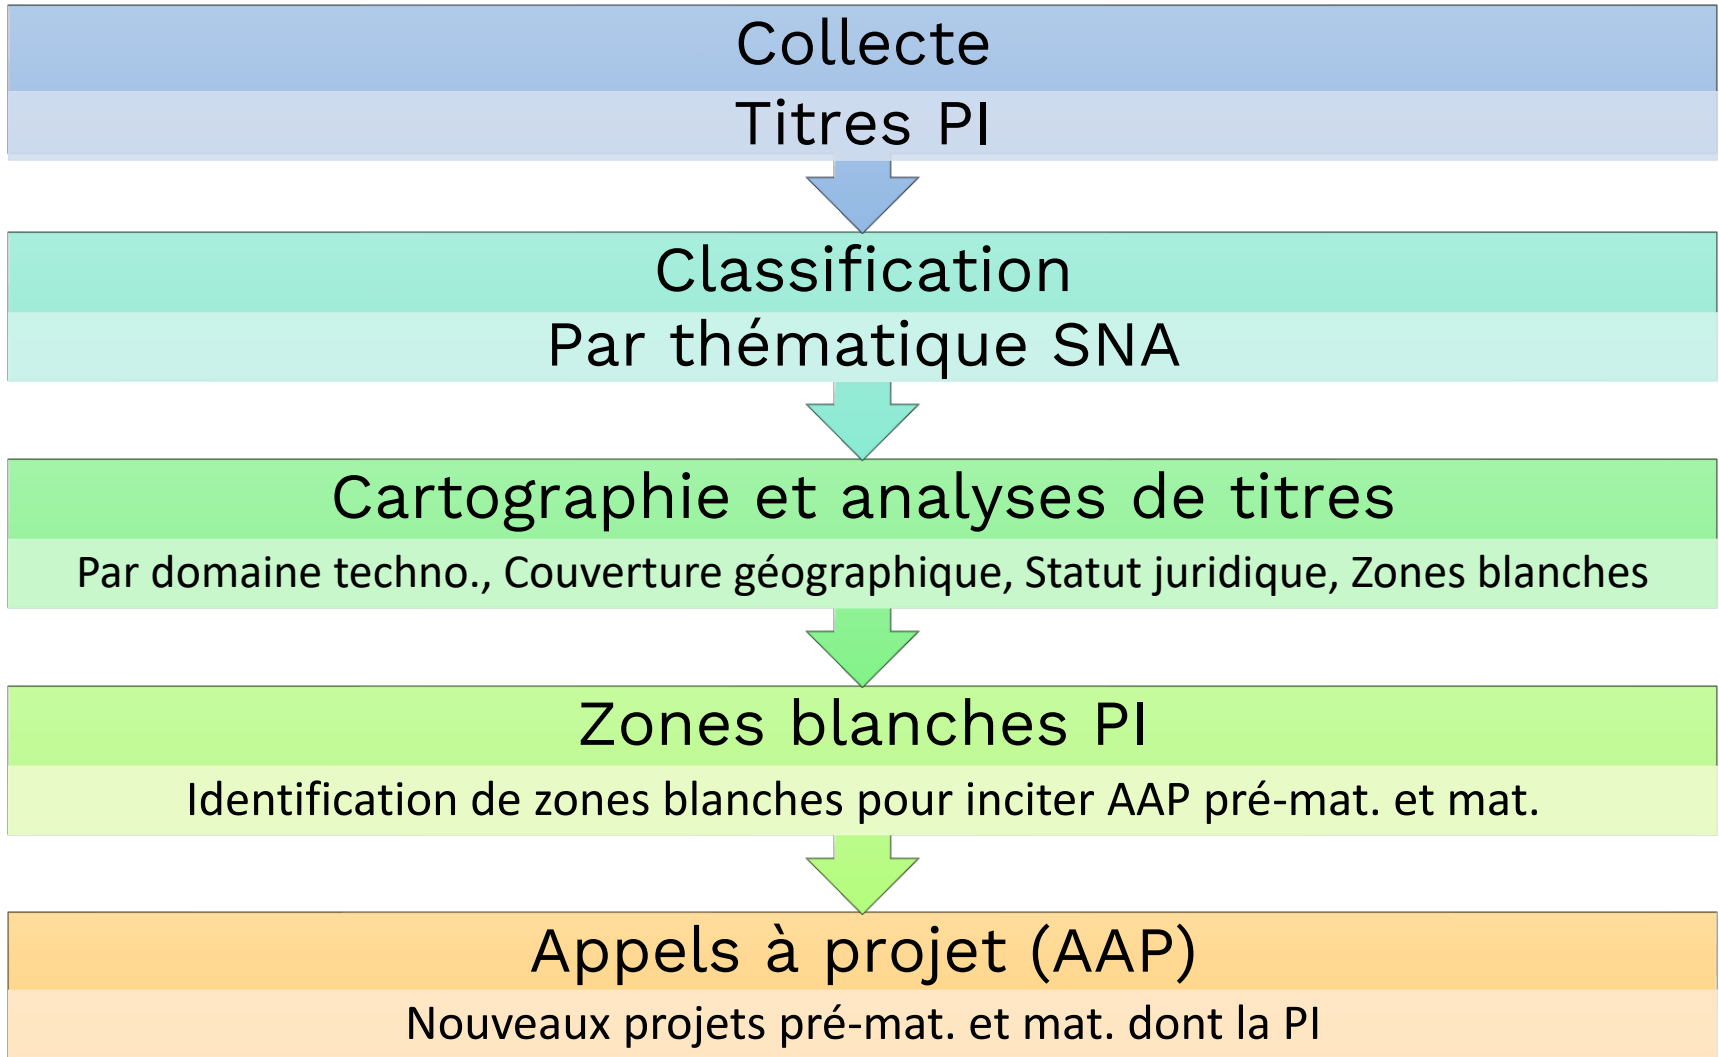 Collecte
Titres PI
Classification
Par thématique SNA
Cartographie et analyses de titres
Par domaine techno., Couverture géographique, Statut juridique, Zones blanches
Zones blanches PI
Identification de zones blanches pour inciter AAP pré-mat. et mat.
Appels à projet (AAP)
Nouveaux projets pré-mat. et mat. dont la PI